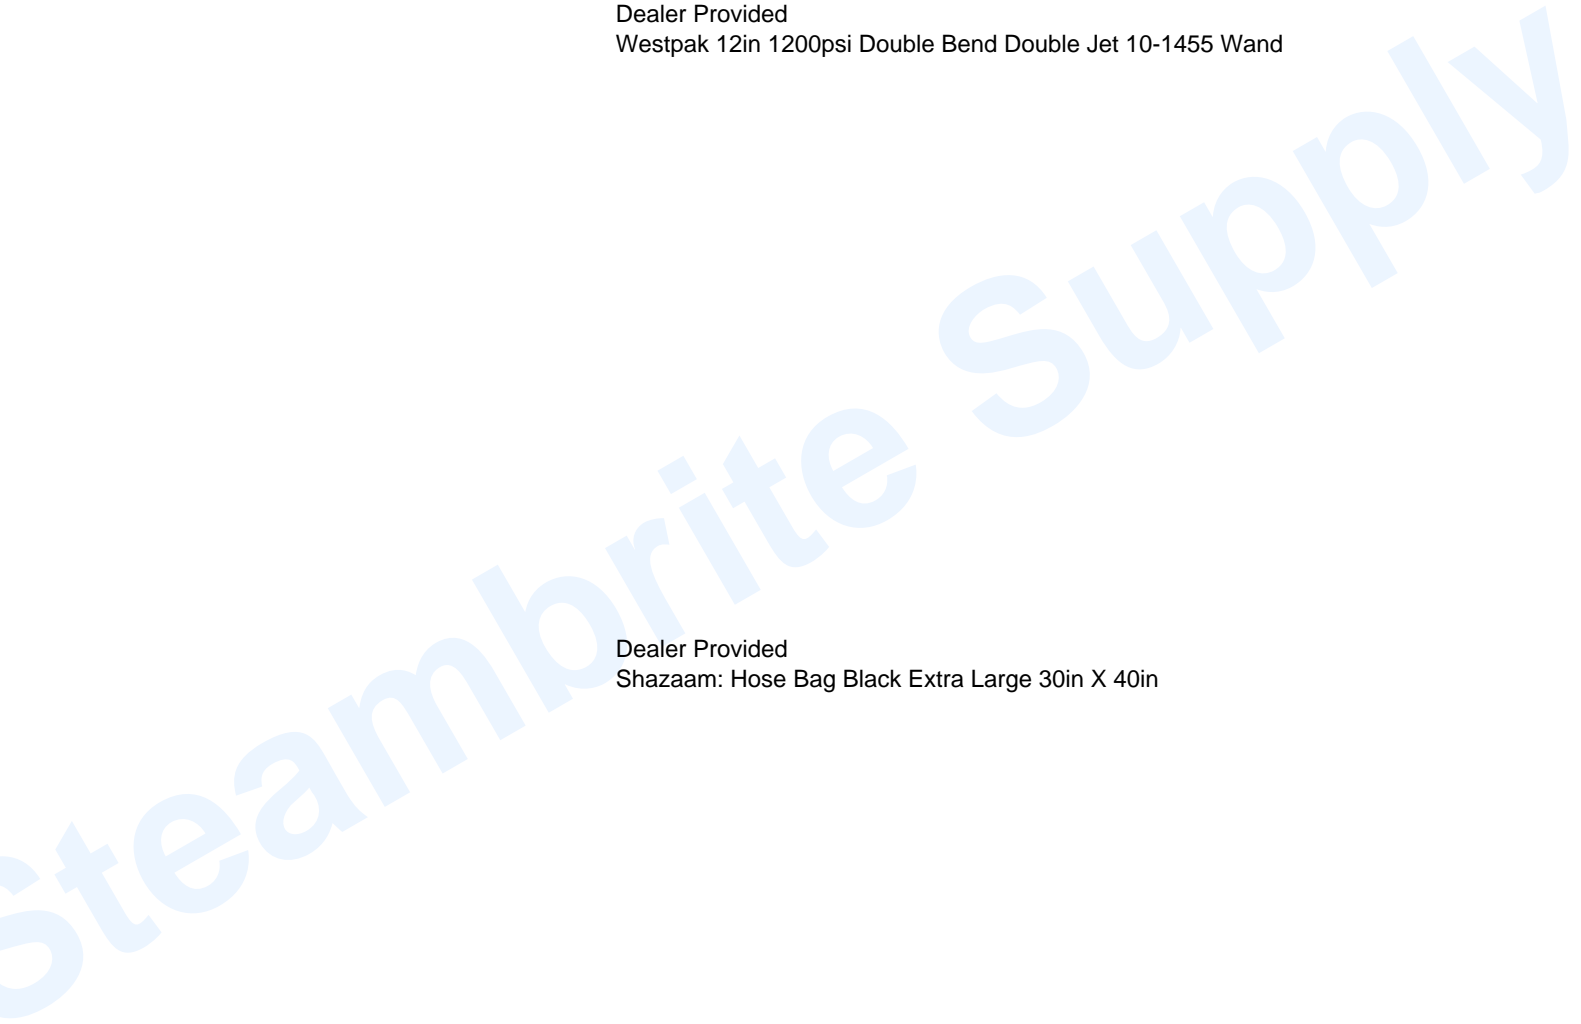 Dealer Provided
Westpak 12in 1200psi Double Bend Double Jet 10-1455 Wand
Steambrite Supply
Dealer Provided
Shazaam: Hose Bag Black Extra Large 30in X 40in